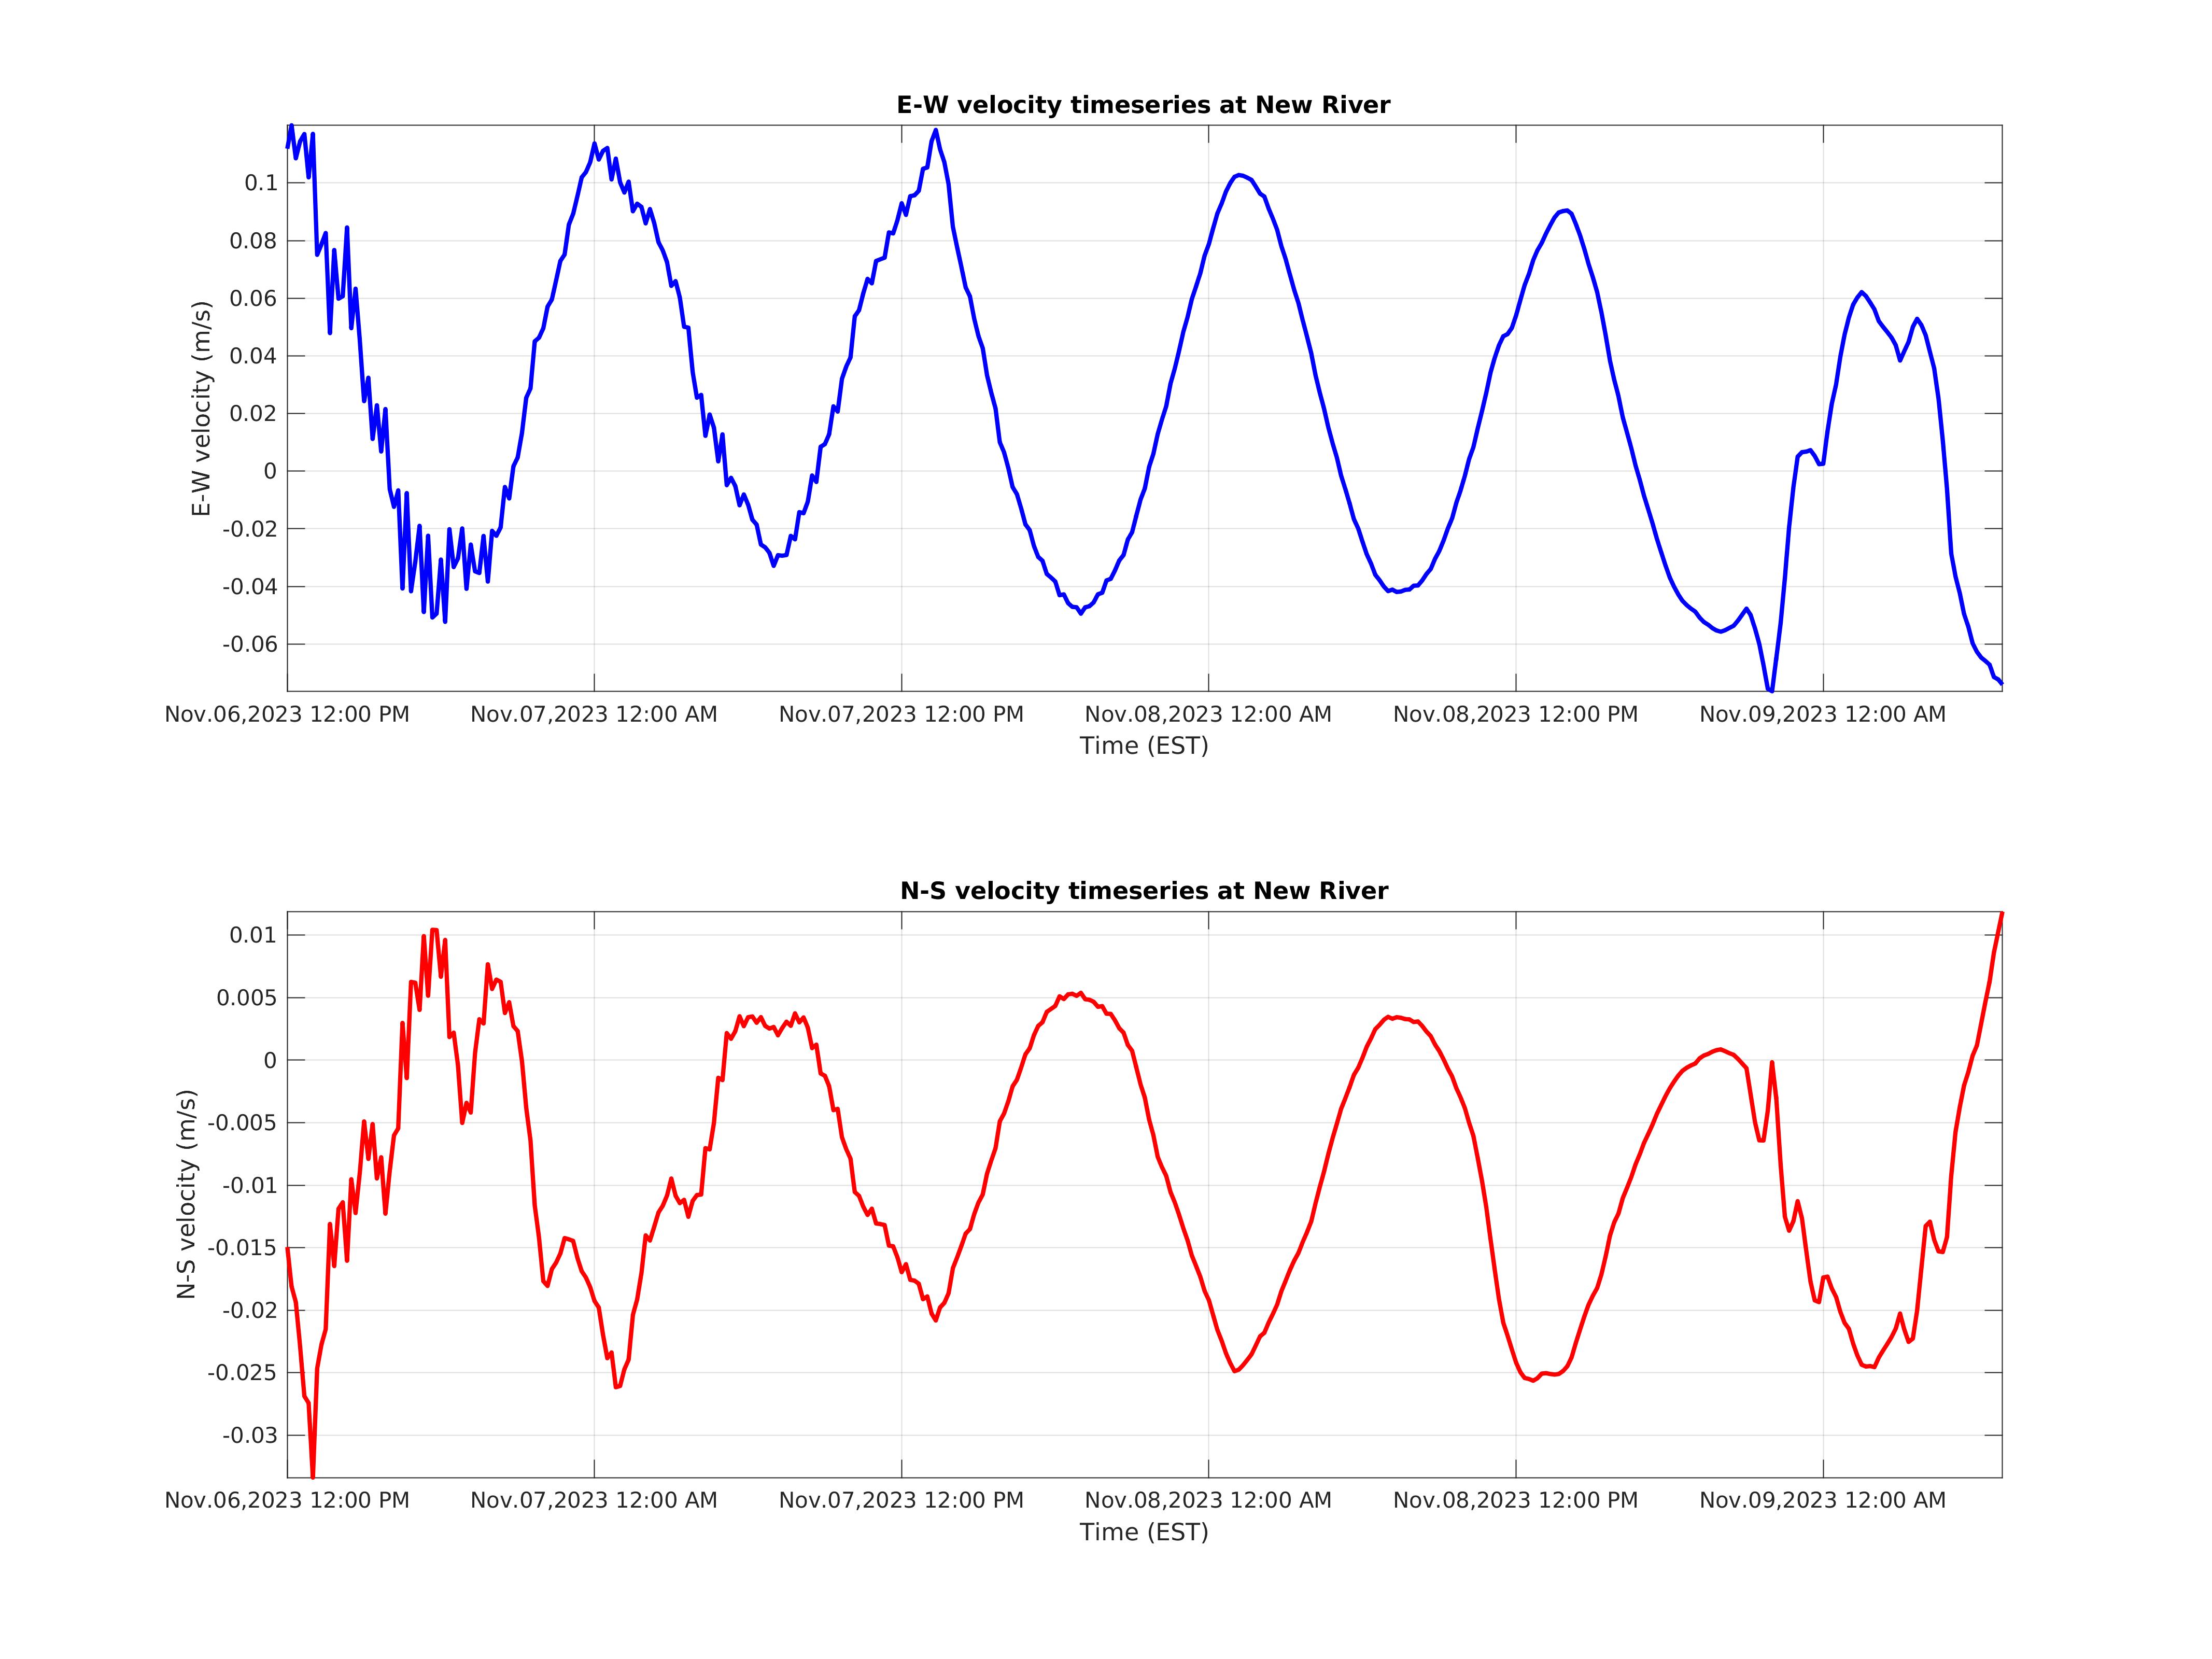 E-W velocity timeseries at New River
E-W velocity (m/s)
0.1
0.08
0.06
0.04
0.02
0
-0.02
-0.04
-0.06
Nov.06,2023 12:00 PM Nov.07,2023 12:00 AM Nov.07,2023 12:00 PM Nov.08,2023 12:00 AM Nov.08,2023 12:00 PM Nov.09,2023 12:00 AM
Time (EST)
N-S velocity timeseries at New River
N-S velocity (m/s)
0.01
0.005
0
-0.005
-0.01
-0.015
-0.02
-0.025
-0.03
Nov.06,2023 12:00 PM Nov.07,2023 12:00 AM Nov.07,2023 12:00 PM Nov.08,2023 12:00 AM Nov.08,2023 12:00 PM Nov.09,2023 12:00 AM
Time (EST)